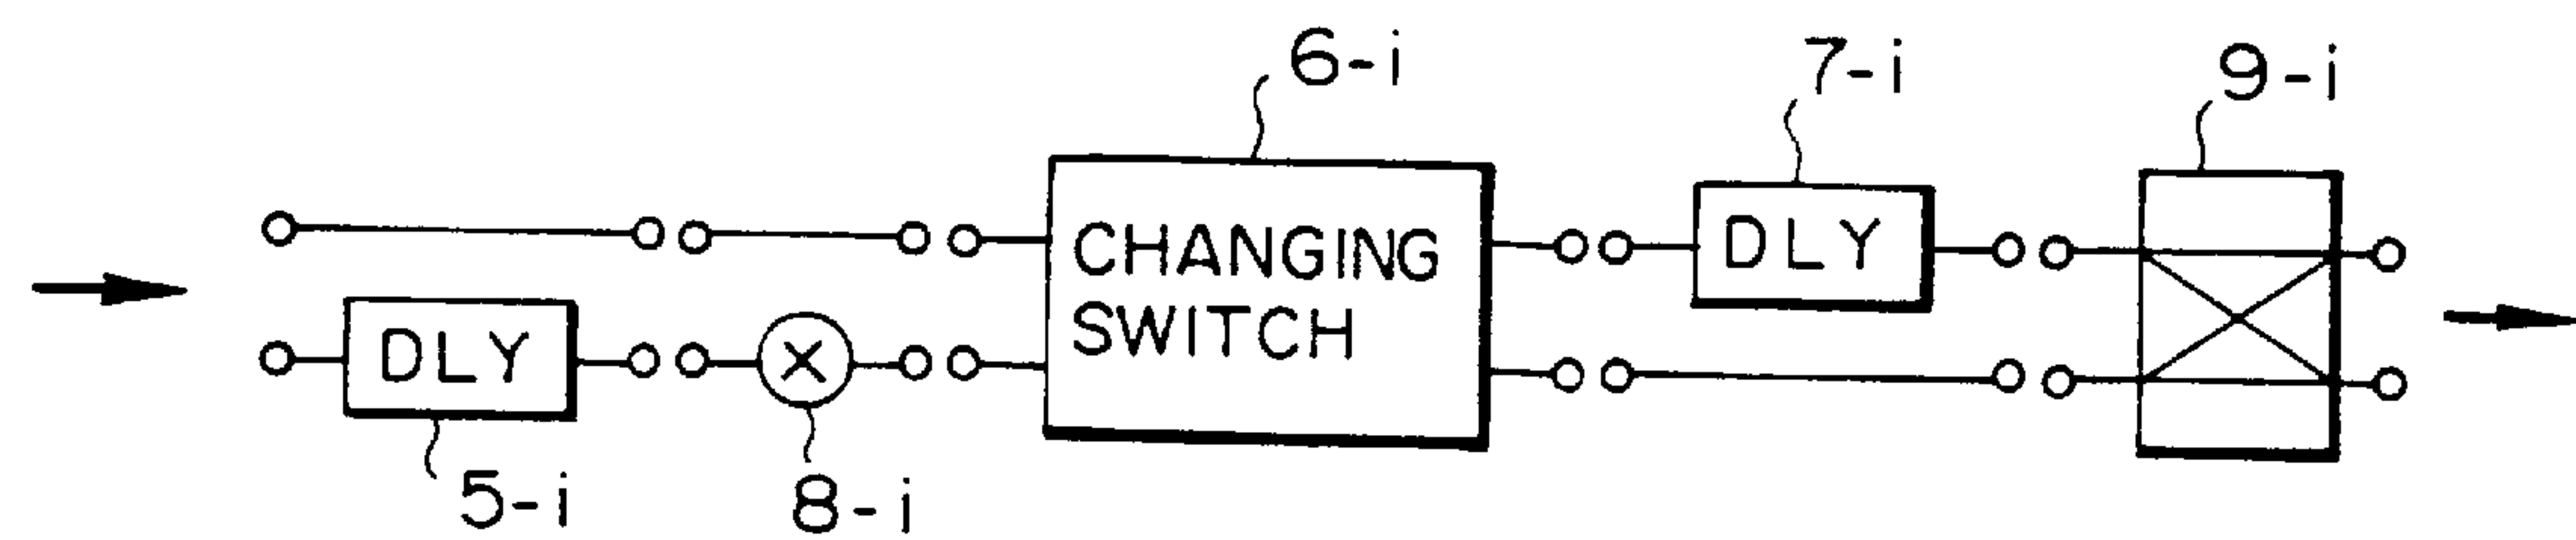 6-i
7-i
9-i
CHANGING
SWITCH
DLY
DLY
×
5-i
8-i